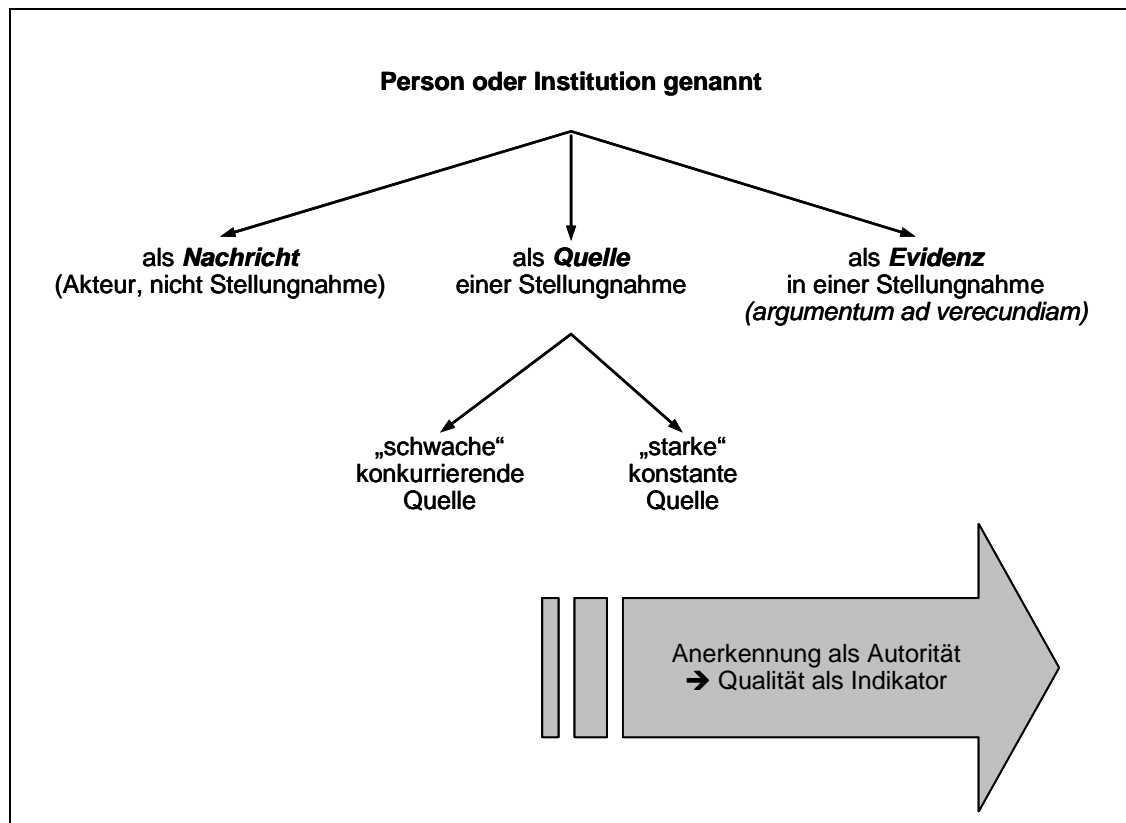 Person oder Institution genannt
als Nachricht
(Akteur, nicht Stellungnahme)
als Quelle
einer Stellungnahme
als Evidenz
in einer Stellungnahme
(argumentum ad verecundiam)
„schwache“
konkurrierende
Quelle
„starke“
konstante
Quelle
Anerkennung als Autorität
➔ Qualität als Indikator